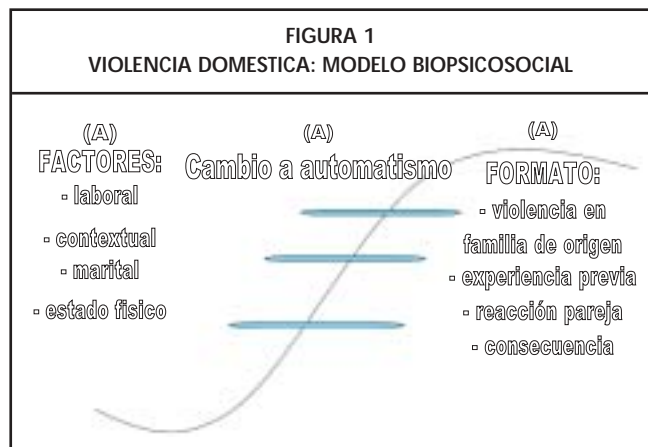 FIGURA 1
VIOLENCIA DOMESTICA: MODELO BIOPSICOSOCIAL
(A)
FACTORES:
- laboral
- contextual
- marital
- estado fisico
(A)
Cambio a automatismo
(A)
FORMATO:
- violencia en
familia de origen
- experiencia previa
- reacción pareja
- consecuencia